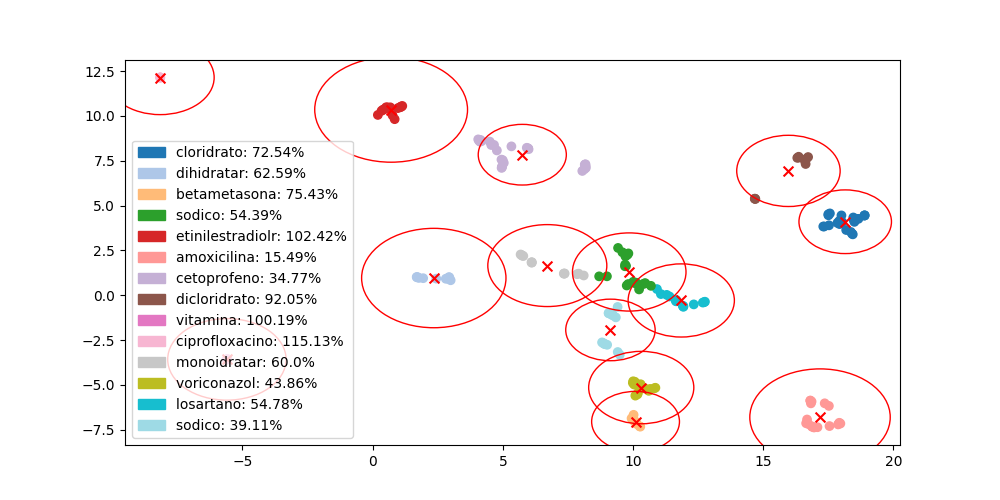 12.5
10.0
7.5
5.0
2.5
0.0
−2.5
−5.0
−7.5
cloridrato: 72.54%
dihidratar: 62.59%
betametasona: 75.43%
sodico: 54.39%
etinilestradiolr: 102.42%
amoxicilina: 15.49%
cetoprofeno: 34.77%
dicloridrato: 92.05%
vitamina: 100.19%
ciprofloxacino: 115.13%
monoidratar: 60.0%
voriconazol: 43.86%
losartano: 54.78%
sodico: 39.11%
−5 0 5 10 15 20